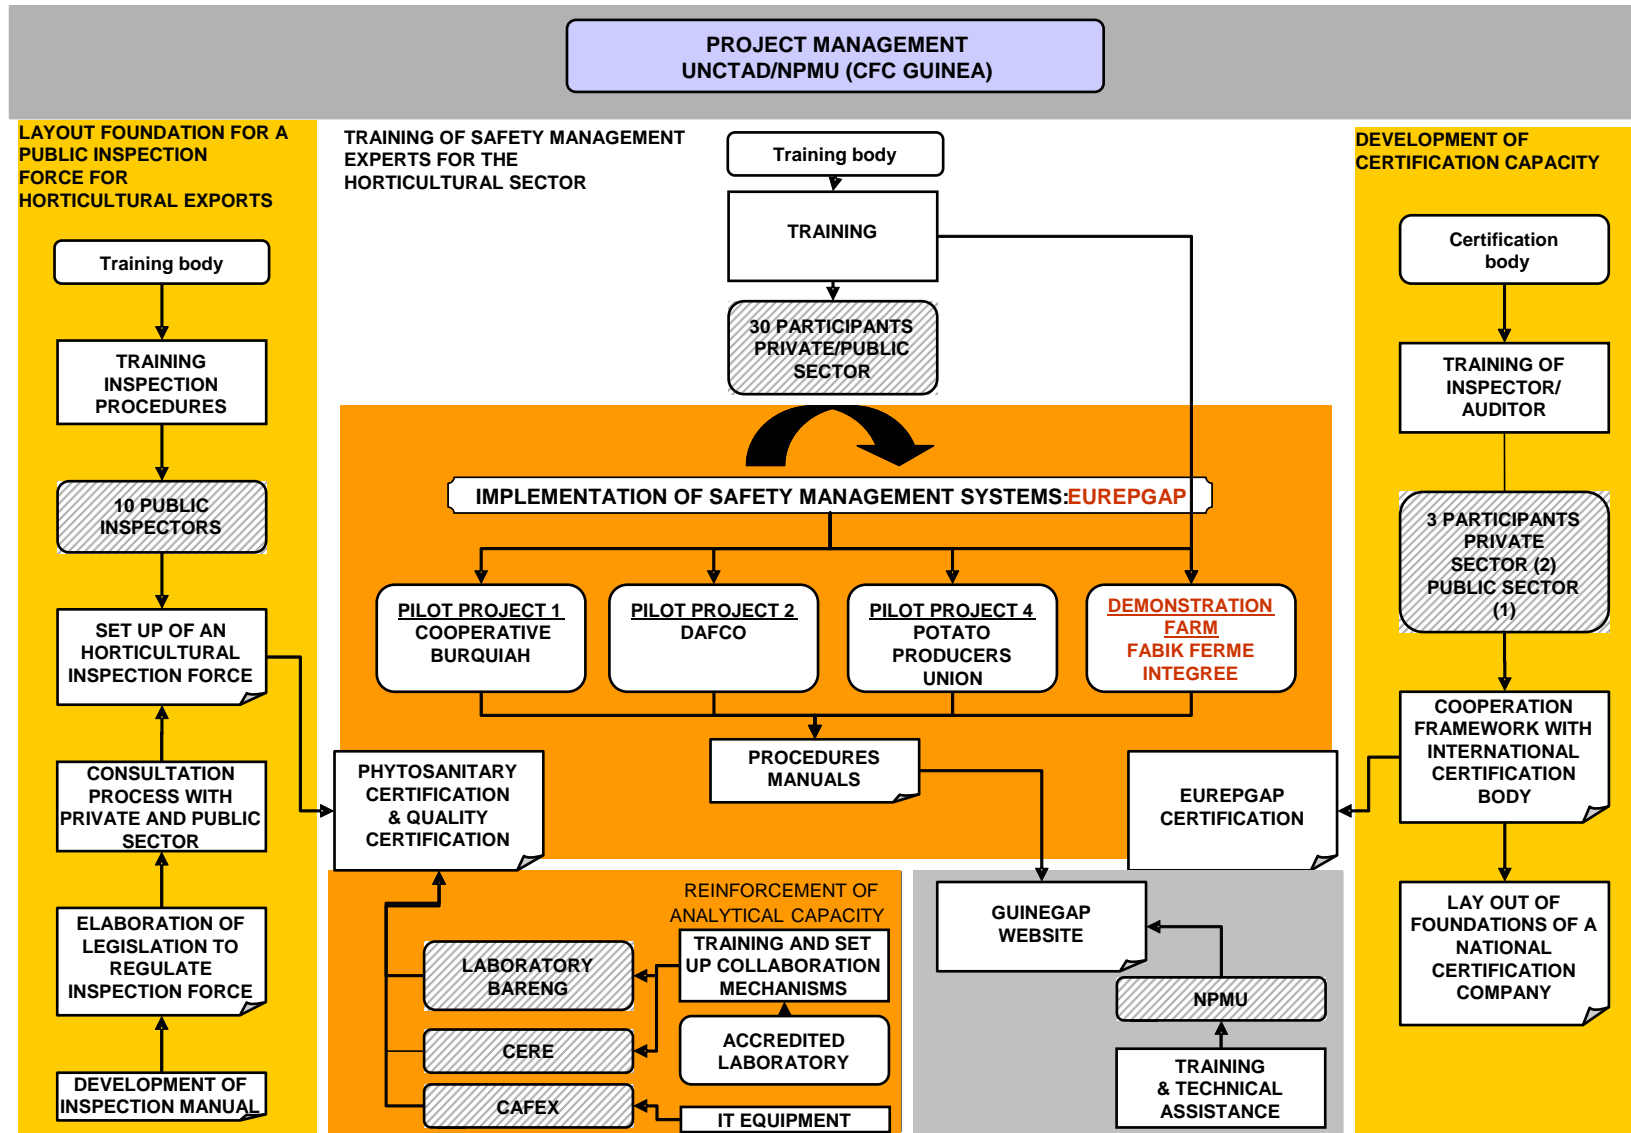 PROJECT MANAGEMENT
UNCTAD/NPMU (CFC GUINEA)
LAYOUT FOUNDATION FOR A
PUBLIC INSPECTION
FORCE FOR
HORTICULTURAL EXPORTS
Training body
TRAINING
INSPECTION
PROCEDURES
10 PUBLIC
INSPECTORS
SET UP OF AN
HORTICULTURAL
INSPECTION FORCE
CONSULTATION
PROCESS WITH
PRIVATE AND PUBLIC
SECTOR
ELABORATION OF
LEGISLATION TO
REGULATE
INSPECTION FORCE
DEVELOPMENT OF
INSPECTION MANUAL
TRAINING OF SAFETY MANAGEMENT
EXPERTS FOR THE
HORTICULTURAL SECTOR
Training body
TRAINING
30 PARTICIPANTS
PRIVATE/PUBLIC
SECTOR
IMPLEMENTATION OF SAFETY MANAGEMENT SYSTEMS:EUREPGAP
PILOT PROJECT 1
COOPERATIVE
BURQUIAH
PILOT PROJECT 2
DAFCO
PILOT PROJECT 4
POTATO
PRODUCERS
UNION
DEMONSTRATION
FARM
FABIK FERME
INTEGREE
PROCEDURES
MANUALS
PHYTOSANITARY
CERTIFICATION
& QUALITY
CERTIFICATION
EUREPGAP
CERTIFICATION
REINFORCEMENT OF
ANALYTICAL CAPACITY
TRAINING AND SET
UP COLLABORATION
MECHANISMS
LABORATORY
BARENG
CERE
CAFEX
ACCREDITED
LABORATORY
IT EQUIPMENT
GUINEGAP
WEBSITE
NPMU
TRAINING
& TECHNICAL
ASSISTANCE
DEVELOPMENT OF
CERTIFICATION CAPACITY
Certification
body
TRAINING OF
INSPECTOR/
AUDITOR
3 PARTICIPANTS
PRIVATE
SECTOR (2)
PUBLIC SECTOR
(1)
COOPERATION
FRAMEWORK WITH
INTERNATIONAL
CERTIFICATION
BODY
LAY OUT OF
FOUNDATIONS OF A
NATIONAL
CERTIFICATION
COMPANY